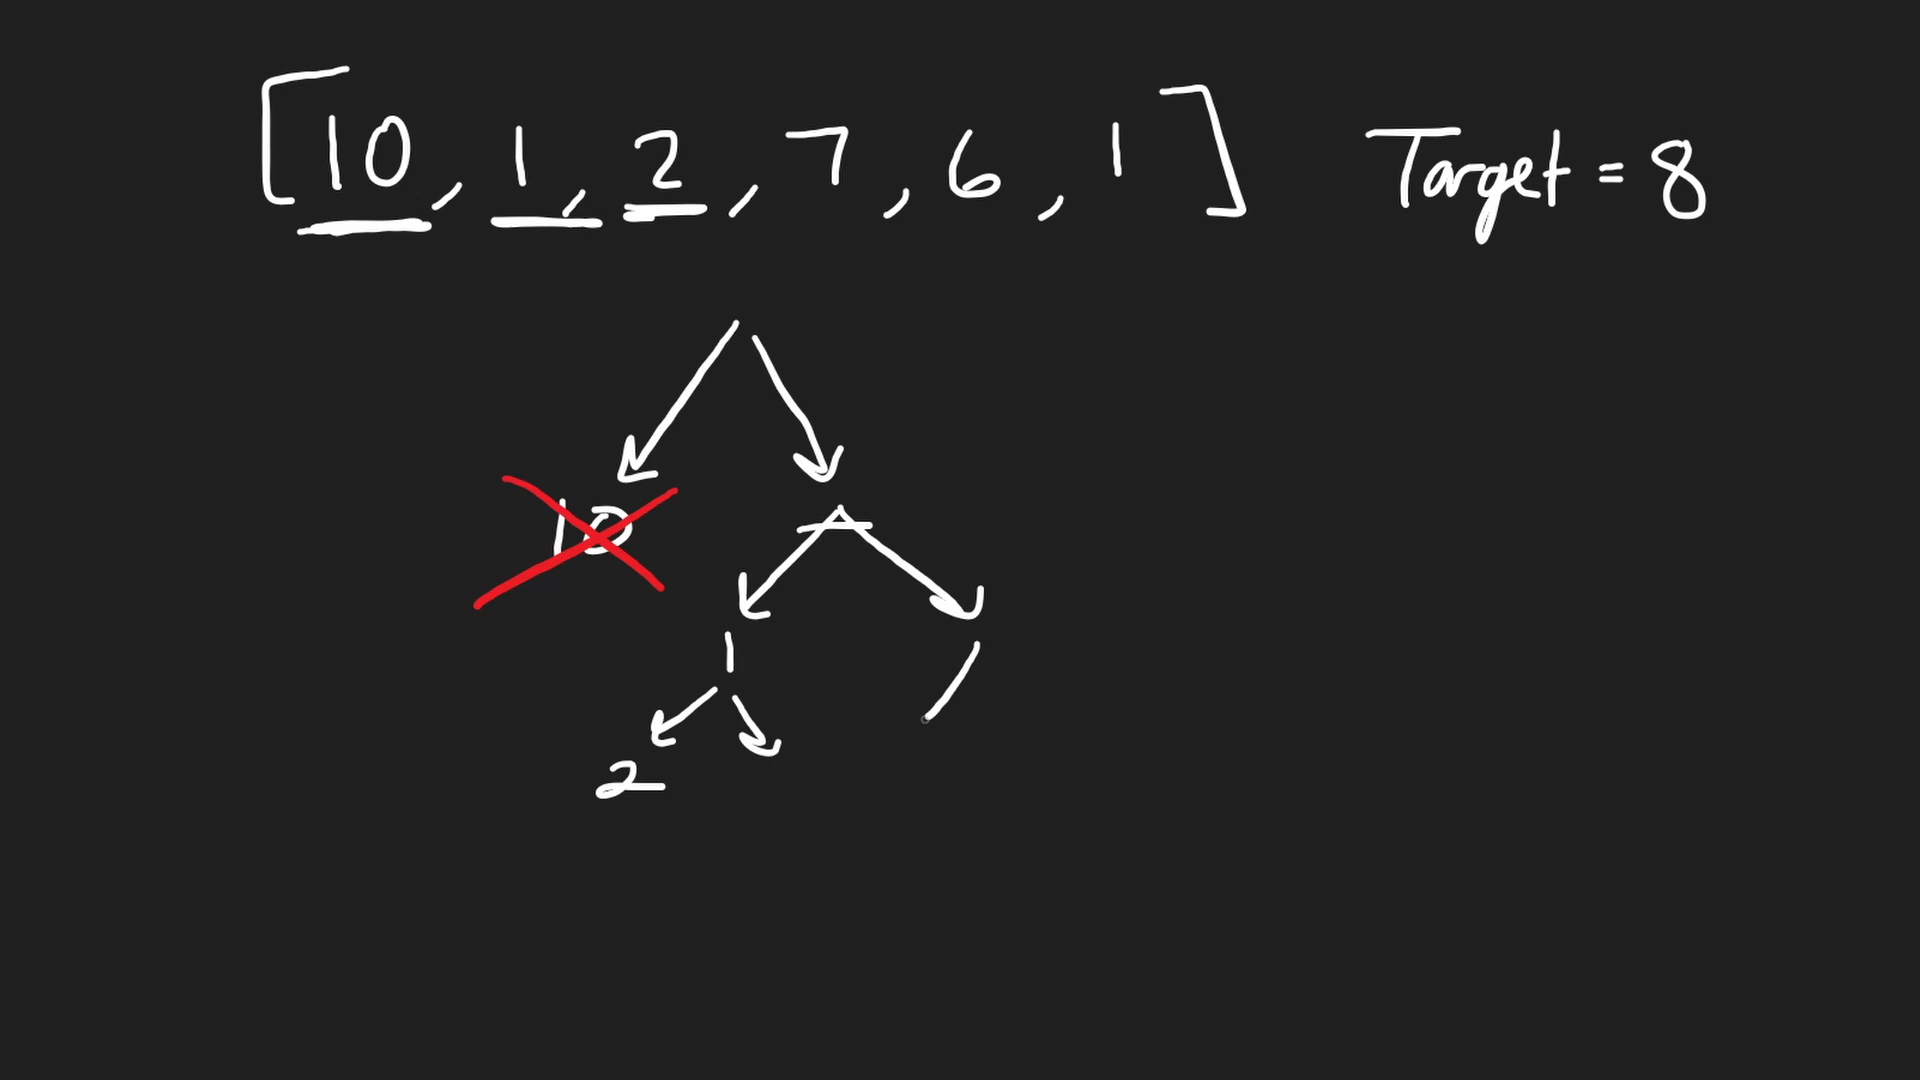 [10, 1, 2, 7, 6, 1] Target = 8
10
1
2